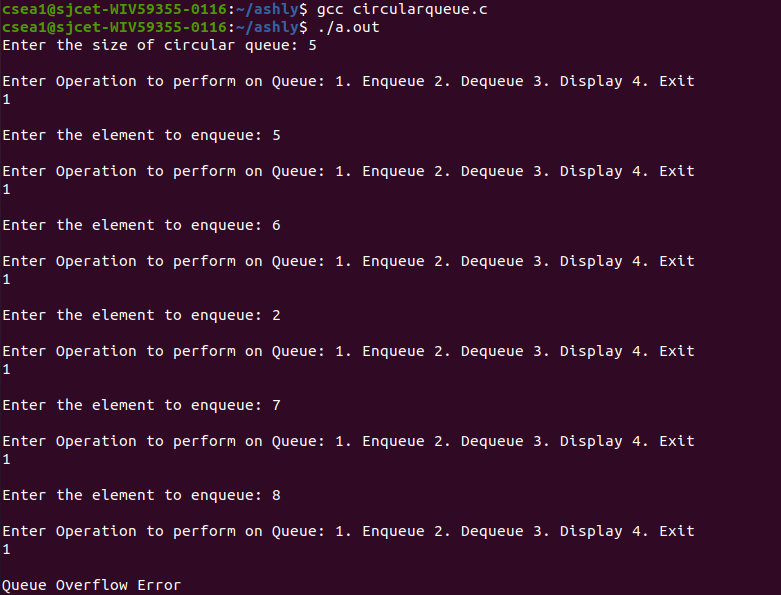 csea1@sjcet-WIV59355-0116:~/ashly$ gcc circularqueue.c
csea1@sjcet-WIV59355-0116:~/ashly$ ./a.out
Enter the size of circular queue: 5
Enter Operation to perform on Queue: 1. Enqueue 2. Dequeue 3. Display 4. Exit
1
Enter the element to enqueue: 5
Enter Operation to perform on Queue: 1. Enqueue 2. Dequeue 3. Display 4. Exit
1
Enter the element to enqueue: 6
Enter Operation to perform on Queue: 1. Enqueue 2. Dequeue 3. Display 4. Exit
1
Enter the element to enqueue: 2
Enter Operation to perform on Queue: 1. Enqueue 2. Dequeue 3. Display 4. Exit
1
Enter the element to enqueue: 7
Enter Operation to perform on Queue: 1. Enqueue 2. Dequeue 3. Display 4. Exit
1
Enter the element to enqueue: 8
Enter Operation to perform on Queue: 1. Enqueue 2. Dequeue 3. Display 4. Exit
1
Queue Overflow Error